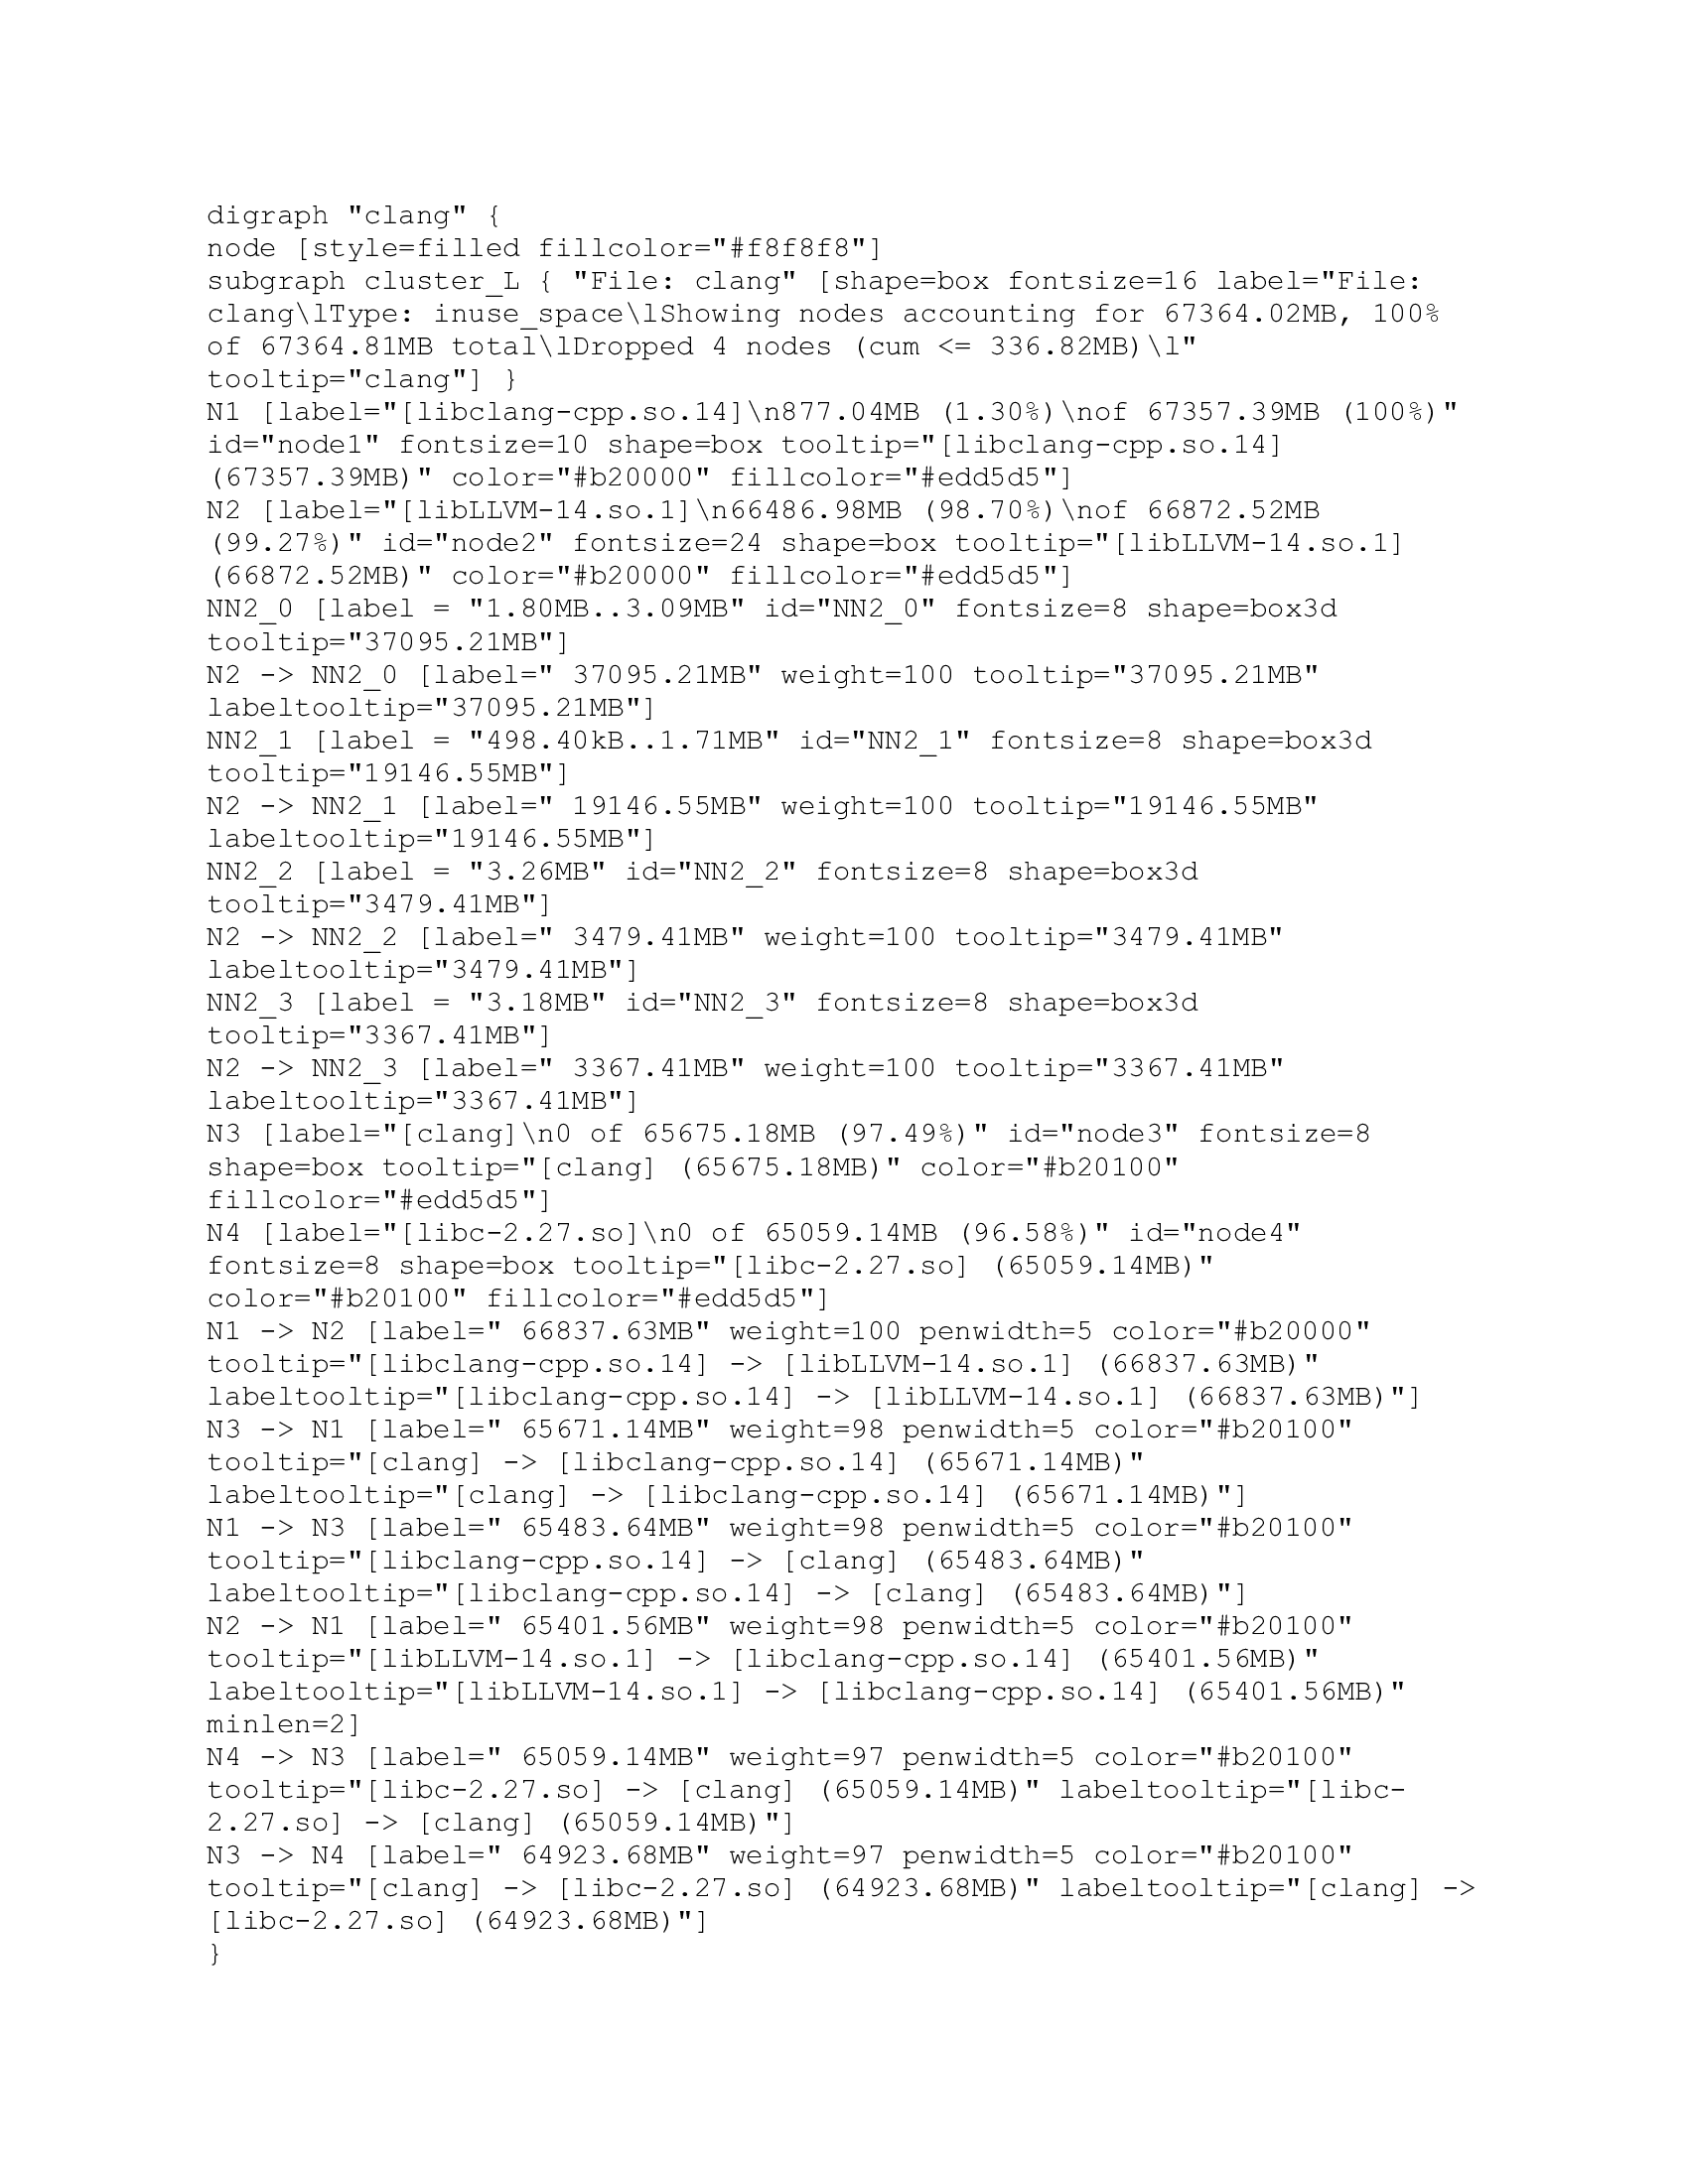 digraph "clang" {
node [style=filled fillcolor="#f8f8f8"]
subgraph cluster_L { "File: clang" [shape=box fontsize=16 label="File:
clang\lType: inuse_space\lShowing nodes accounting for 67364.02MB, 100%
of 67364.81MB total\lDropped 4 nodes (cum <= 336.82MB)\l"
tooltip="clang"] }
N1 [label="[libclang-cpp.so.14]\n877.04MB (1.30%)\nof 67357.39MB (100%)"
id="node1" fontsize=10 shape=box tooltip="[libclang-cpp.so.14]
(67357.39MB)" color="#b20000" fillcolor="#edd5d5"]
N2 [label="[libLLVM-14.so.1]\n66486.98MB (98.70%)\nof 66872.52MB
(99.27%)" id="node2" fontsize=24 shape=box tooltip="[libLLVM-14.so.1]
(66872.52MB)" color="#b20000" fillcolor="#edd5d5"]
NN2_0 [label = "1.80MB..3.09MB" id="NN2_0" fontsize=8 shape=box3d
tooltip="37095.21MB"]
N2 -> NN2_0 [label=" 37095.21MB" weight=100 tooltip="37095.21MB"
labeltooltip="37095.21MB"]
NN2_1 [label = "498.40kB..1.71MB" id="NN2_1" fontsize=8 shape=box3d
tooltip="19146.55MB"]
N2 -> NN2_1 [label=" 19146.55MB" weight=100 tooltip="19146.55MB"
labeltooltip="19146.55MB"]
NN2_2 [label = "3.26MB" id="NN2_2" fontsize=8 shape=box3d
tooltip="3479.41MB"]
N2 -> NN2_2 [label=" 3479.41MB" weight=100 tooltip="3479.41MB"
labeltooltip="3479.41MB"]
NN2_3 [label = "3.18MB" id="NN2_3" fontsize=8 shape=box3d
tooltip="3367.41MB"]
N2 -> NN2_3 [label=" 3367.41MB" weight=100 tooltip="3367.41MB"
labeltooltip="3367.41MB"]
N3 [label="[clang]\n0 of 65675.18MB (97.49%)" id="node3" fontsize=8
shape=box tooltip="[clang] (65675.18MB)" color="#b20100"
fillcolor="#edd5d5"]
N4 [label="[libc-2.27.so]\n0 of 65059.14MB (96.58%)" id="node4"
fontsize=8 shape=box tooltip="[libc-2.27.so] (65059.14MB)"
color="#b20100" fillcolor="#edd5d5"]
N1 -> N2 [label=" 66837.63MB" weight=100 penwidth=5 color="#b20000"
tooltip="[libclang-cpp.so.14] -> [libLLVM-14.so.1] (66837.63MB)"
labeltooltip="[libclang-cpp.so.14] -> [libLLVM-14.so.1] (66837.63MB)"]
N3 -> N1 [label=" 65671.14MB" weight=98 penwidth=5 color="#b20100"
tooltip="[clang] -> [libclang-cpp.so.14] (65671.14MB)"
labeltooltip="[clang] -> [libclang-cpp.so.14] (65671.14MB)"]
N1 -> N3 [label=" 65483.64MB" weight=98 penwidth=5 color="#b20100"
tooltip="[libclang-cpp.so.14] -> [clang] (65483.64MB)"
labeltooltip="[libclang-cpp.so.14] -> [clang] (65483.64MB)"]
N2 -> N1 [label=" 65401.56MB" weight=98 penwidth=5 color="#b20100"
tooltip="[libLLVM-14.so.1] -> [libclang-cpp.so.14] (65401.56MB)"
labeltooltip="[libLLVM-14.so.1] -> [libclang-cpp.so.14] (65401.56MB)"
minlen=2]
N4 -> N3 [label=" 65059.14MB" weight=97 penwidth=5 color="#b20100"
tooltip="[libc-2.27.so] -> [clang] (65059.14MB)" labeltooltip="[libc-
2.27.so] -> [clang] (65059.14MB)"]
N3 -> N4 [label=" 64923.68MB" weight=97 penwidth=5 color="#b20100"
tooltip="[clang] -> [libc-2.27.so] (64923.68MB)" labeltooltip="[clang] ->
[libc-2.27.so] (64923.68MB)"]
}